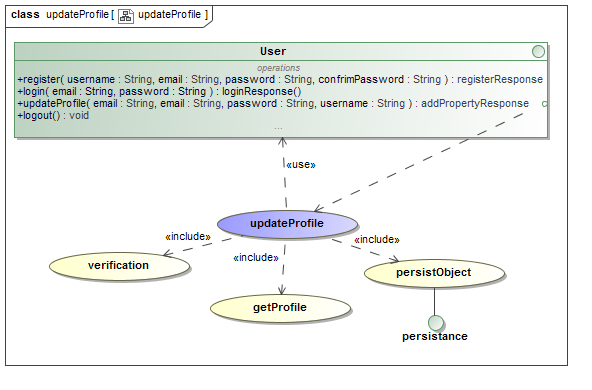 class updateProfile [ updateProfile ]
User
operations
+register( username : String, email : String, password : String, confrimPassword : String ) : registerResponse
+login( email : String, password : String ) : loginResponse()
+updateProfile( email : String, email : String, password : String, username : String ) : addPropertyResponse
+logout() : void
...
«use»
updateProfile
«include»
«include»
«include»
verification
persistObject
getProfile
persistance